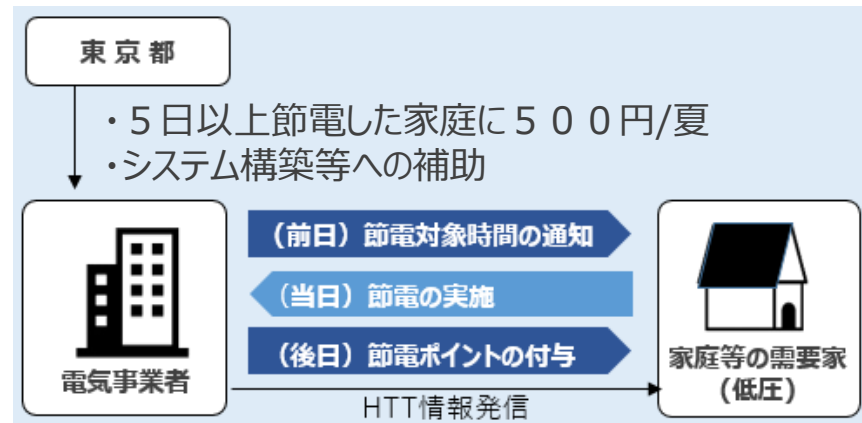 東京都
・５日以上節電した家庭に５００円/夏
・システム構築等への補助
(前日) 節電対象時間の通知
(当日) 節電の実施
(後日) 節電ポイントの付与
電気事業者
家庭等の需要家
(低圧)
HTT情報発信